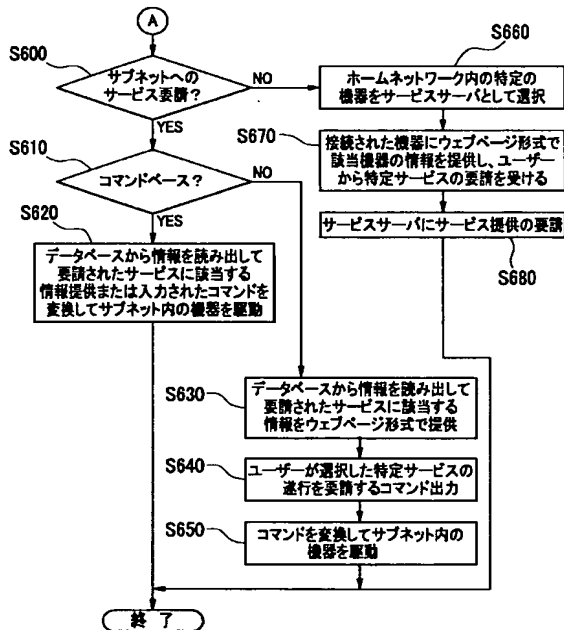 A
S600
サブネットへの
サービス要請?
NO
YES
S610
コマンドベース?
NO
YES
S620
データベースから情報を読み出して
要請されたサービスに該当する
情報提供または入力されたコマンドを
変換してサブネット内の機器を駆動
S660
ホームネットワーク内の特定の
機器をサービスサーバとして選択
S670
接続された機器にウェブページ形式で
該当機器の情報を提供し、ユーザー
から特定サービスの要請を受ける
サービスサーバにサービス提供の要請
S680
S630
データベースから情報を読み出して
要請されたサービスに該当する
情報をウェブページ形式で提供
S640
ユーザーが選択した特定サービスの
遂行を要請するコマンド出力
S650
コマンドを変換してサブネット内の
機器を駆動
終了